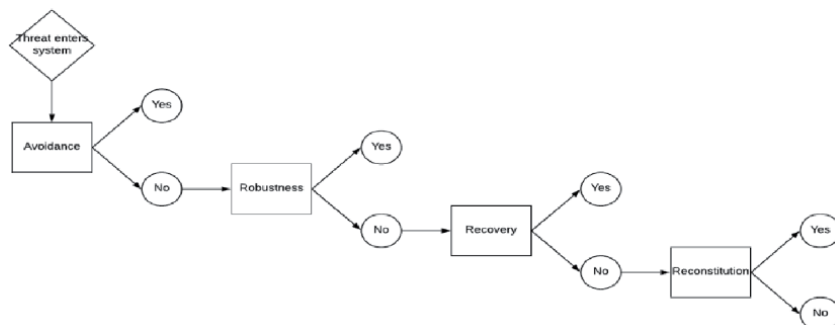 Threat enters
system
Yes
Avoidance
Yes
No
Robustness
Yes
No
Recovery
Yes
No
Reconstitution
No